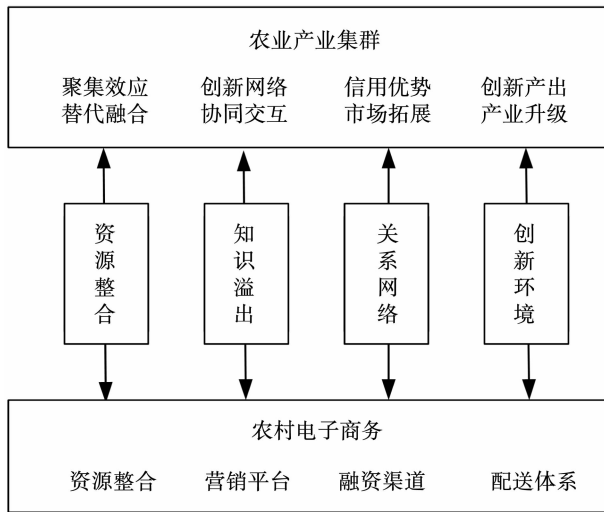 农业产业集群
聚集效应 创新网络 信用优势 创新产出
替代融合 协同交互 市场拓展 产业升级
资源整合
知识溢出
关系网络
创新环境
农村电子商务
资源整合 营销平台 融资渠道 配送体系